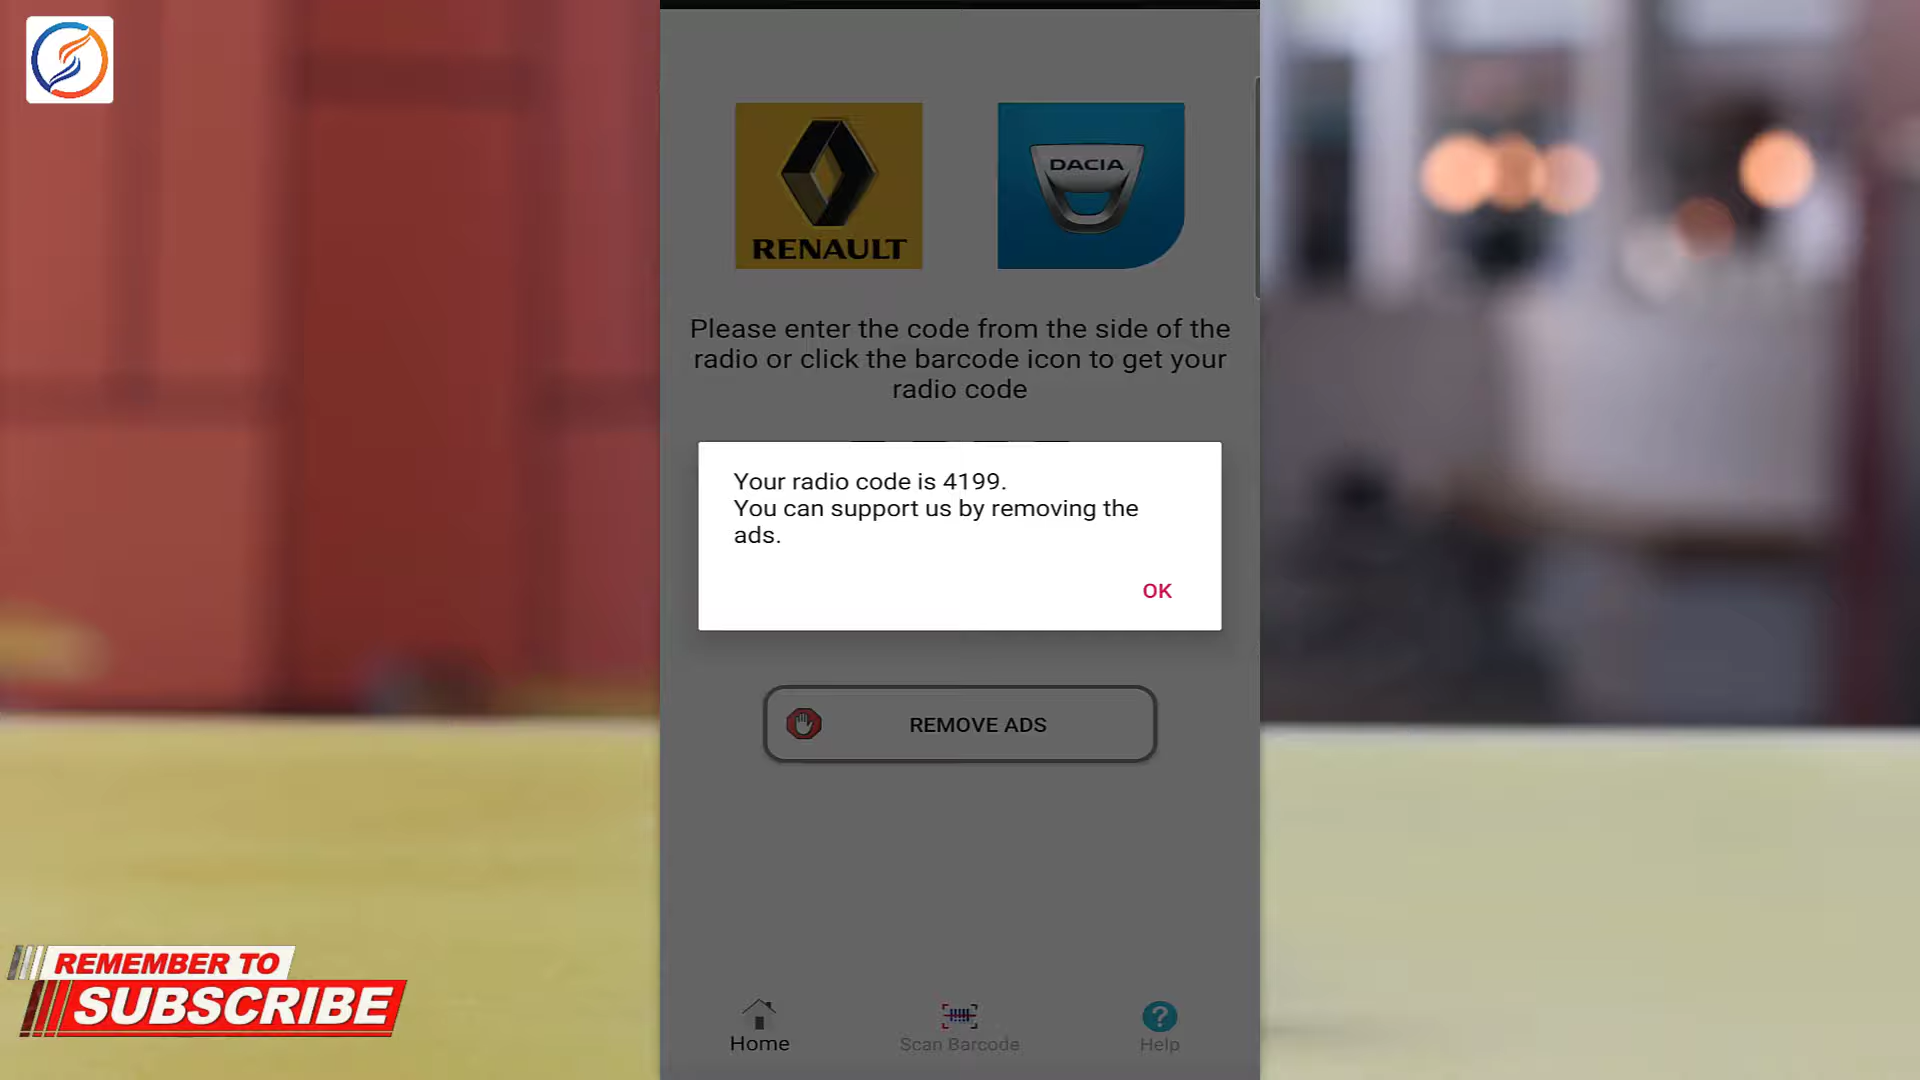 RENAULT
DACIA
Please enter the code from the side of the
radio or click the barcode icon to get your
radio code
Your radio code is 4199.
You can support us by removing the
ads.
OK
REMOVE ADS
REMEMBER TO
SUBSCRIBE
Home
Scan Barcode
Help